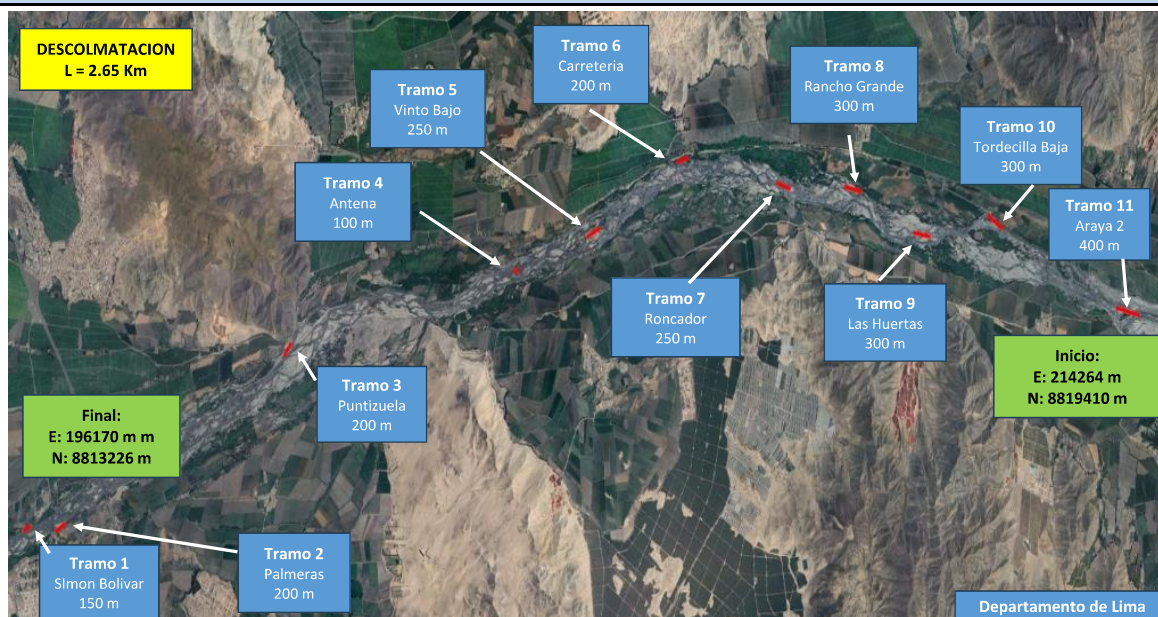 DESCOLMATACION
L = 2.65 Km
Tramo 6
Carreteria
200 m
Tramo 8
Rancho Grande
300 m
Tramo 5
Vinto Bajo
250 m
Tramo 10
Tordecilla Baja
300 m
Tramo 4
Antena
100 m
Tramo 11
Araya 2
400 m
Tramo 7
Roncador
250 m
Tramo 9
Las Huertas
300 m
Inicio:
E: 214264 m
N: 8819410 m
Tramo 3
Puntizuela
200 m
Final:
E: 196170 m m
N: 8813226 m
Tramo 1
SImon Bolivar
150 m
Tramo 2
Palmeras
200 m
Departamento de Lima